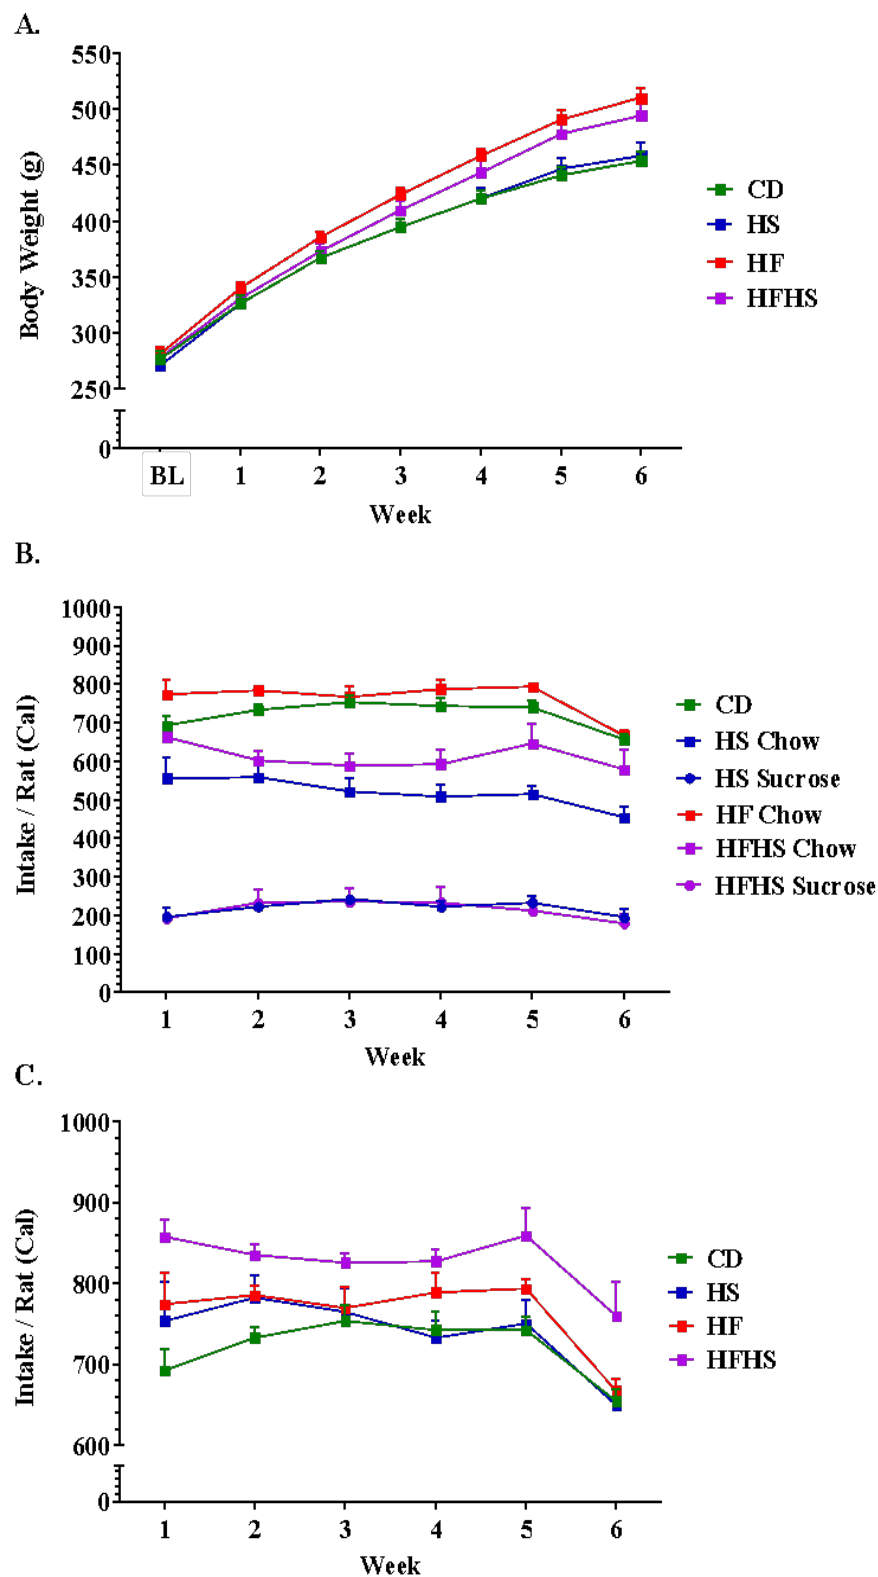 A.
550
500
450
400
350
300
250
0
Body Weight (g)
BL 1 2 3 4 5 6
Week
CD
HS
HF
HFHS
B.
1000
900
800
700
600
500
400
300
200
100
0
Intake / Rat (Cal)
1 2 3 4 5 6
Week
CD
HS Chow
HS Sucrose
HF Chow
HFHS Chow
HFHS Sucrose
C.
1000
900
800
700
600
0
Intake / Rat (Cal)
1 2 3 4 5 6
Week
CD
HS
HF
HFHS